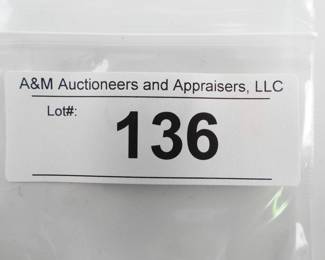 A&M Auctioneers and Appraisers, LLC
Lot#: 136